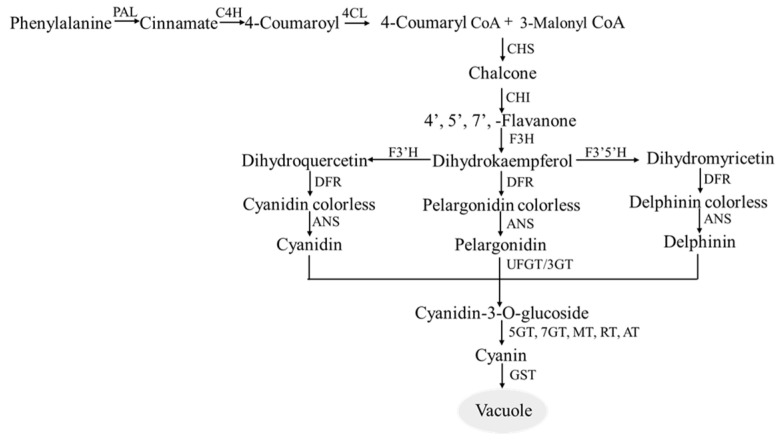 PAL C4H 4CL
Phenylalanine Cinnamate 4-Coumaroyl 4-Coumaryl CoA + 3-Malonyl CoA
CHS
Chalcone
CHI
4’, 5’, 7’, -Flavanone
F3H
Dihydroquercetin F3’H Dihydrokaempferol F3’5’H Dihydromyricetin
DFR DFR DFR
Cyanidin colorless Pelargonidin colorless Delphinin colorless
ANS ANS ANS
Cyanidin Pelargonidin Delphinin
UFGT/3GT
Cyanidin-3-O-glucoside
5GT, 7GT, MT, RT, AT
Cyanin
GST
Vacuole